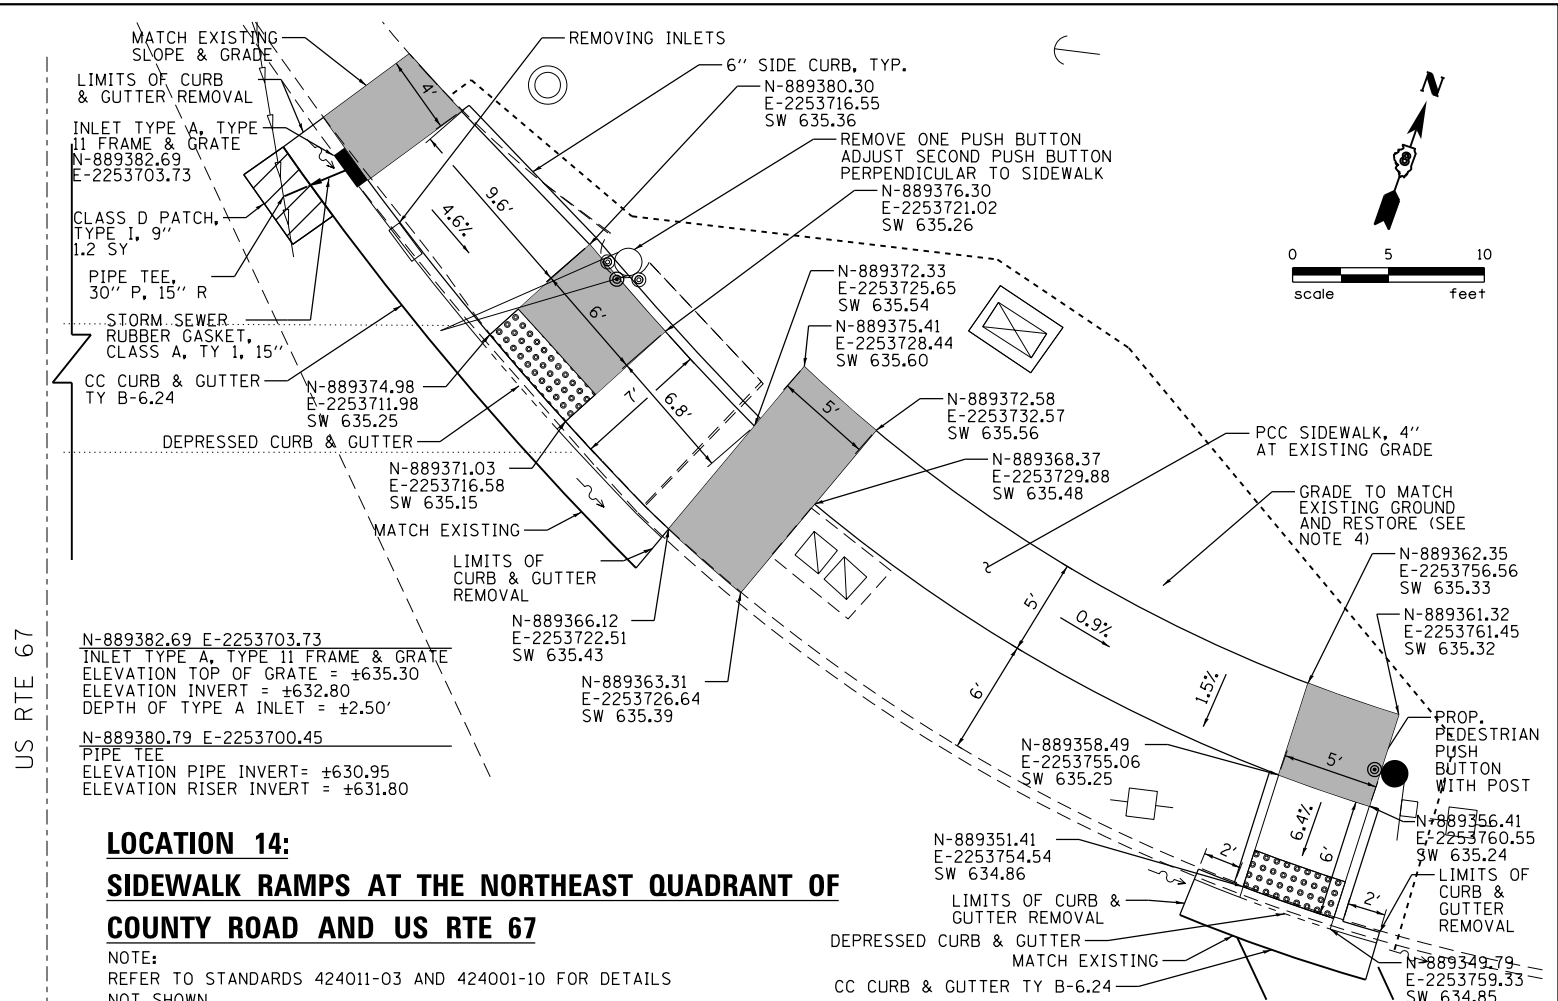 MATCH EXISTING
SLOPE & GRADE
LIMITS OF CURB
& GUTTER REMOVAL
INLET TYPE A, TYPE
11 FRAME & GRATE
N-889382.69
E-2253703.73
CLASS D PATCH,
TYPE I, 9''
1.2 SY
PIPE TEE,
30'' P, 15'' R
STORM SEWER
RUBBER GASKET,
CLASS A, TY 1, 15''
CC CURB & GUTTER
TY B-6.24
N-889374.98
E-2253711.98
SW 635.25
DEPRESSED CURB & GUTTER
N-889371.03
E-2253716.58
SW 635.15
MATCH EXISTING
LIMITS OF
CURB & GUTTER
REMOVAL
N-889366.12
E-2253722.51
SW 635.43
N-889363.31
E-2253726.64
SW 635.39
REMOVING INLETS
6'' SIDE CURB, TYP.
N-889380.30
E-2253716.55
SW 635.36
REMOVE ONE PUSH BUTTON
ADJUST SECOND PUSH BUTTON
PERPENDICULAR TO SIDEWALK
N-889376.30
E-2253721.02
SW 635.26
N-889372.33
E-2253725.65
SW 635.54
N-889375.41
E-2253728.44
SW 635.60
N-889372.58
E-2253732.57
SW 635.56
N-889368.37
E-2253729.88
SW 635.48
4'
9.6'
4.6%
6'
7'
6.8'
5'
N
8
0 5 10
scale feet
PCC SIDEWALK, 4''
AT EXISTING GRADE
GRADE TO MATCH
EXISTING GROUND
AND RESTORE (SEE
NOTE 4)
N-889362.35
E-2253756.56
SW 635.33
N-889361.32
E-2253761.45
SW 635.32
5'
0.9%
6'
1.5%
PROP.
PEDESTRIAN
PUSH
BUTTON
WITH POST
N-889358.49
E-2253755.06
SW 635.25
5'
6.4%
6'
N-889356.41
E-2253760.55
SW 635.24
N-889351.41
E-2253754.54
SW 634.86
2'
2'
LIMITS OF
CURB &
GUTTER
REMOVAL
LIMITS OF CURB &
GUTTER REMOVAL
DEPRESSED CURB & GUTTER
MATCH EXISTING
CC CURB & GUTTER TY B-6.24
N-889349.79
E-2253759.33
SW 634.85
US RTE 67
N-889382.69 E-2253703.73
INLET TYPE A, TYPE 11 FRAME & GRATE
ELEVATION TOP OF GRATE = ±635.30
ELEVATION INVERT = ±632.80
DEPTH OF TYPE A INLET = ±2.50'
N-889380.79 E-2253700.45
PIPE TEE
ELEVATION PIPE INVERT= ±630.95
ELEVATION RISER INVERT = ±631.80
LOCATION 14:
SIDEWALK RAMPS AT THE NORTHEAST QUADRANT OF
COUNTY ROAD AND US RTE 67
NOTE:
REFER TO STANDARDS 424011-03 AND 424001-10 FOR DETAILS
NOT SHOWN